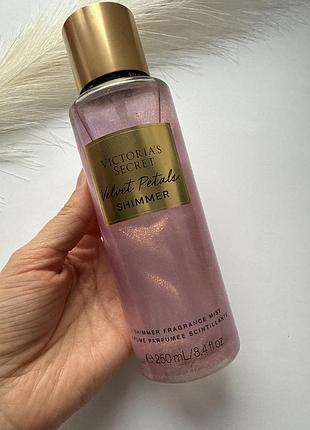 VICTORIA'S
SECRET
Velvet Petals
SHIMMER
SHIMMER FRAGRANCE MIST
BRUME PARFUMÉE SCINTILLANTE
℮ 250 mL/8.4 fl oz